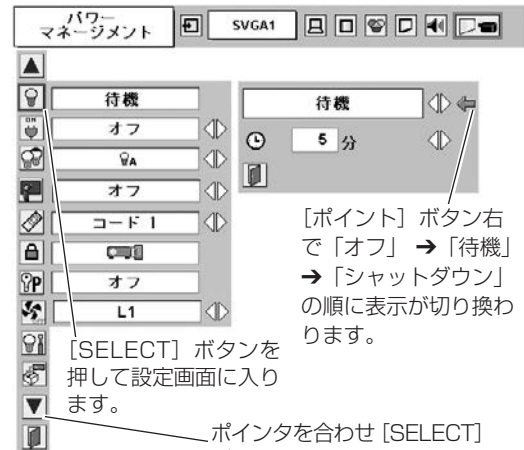 パワー
マネージメント
SVGA1
待機
オフ
A
オフ
コード 1
P
オフ
L1
ON
待機
5 分
［ポイント］ボタン右
で「オフ」➔「待機」
➔「シャットダウン」
の順に表示が切り換わ
ります。
［SELECT］ボタンを
押して設定画面に入り
ます。
ポインタを合わせ［SELECT］